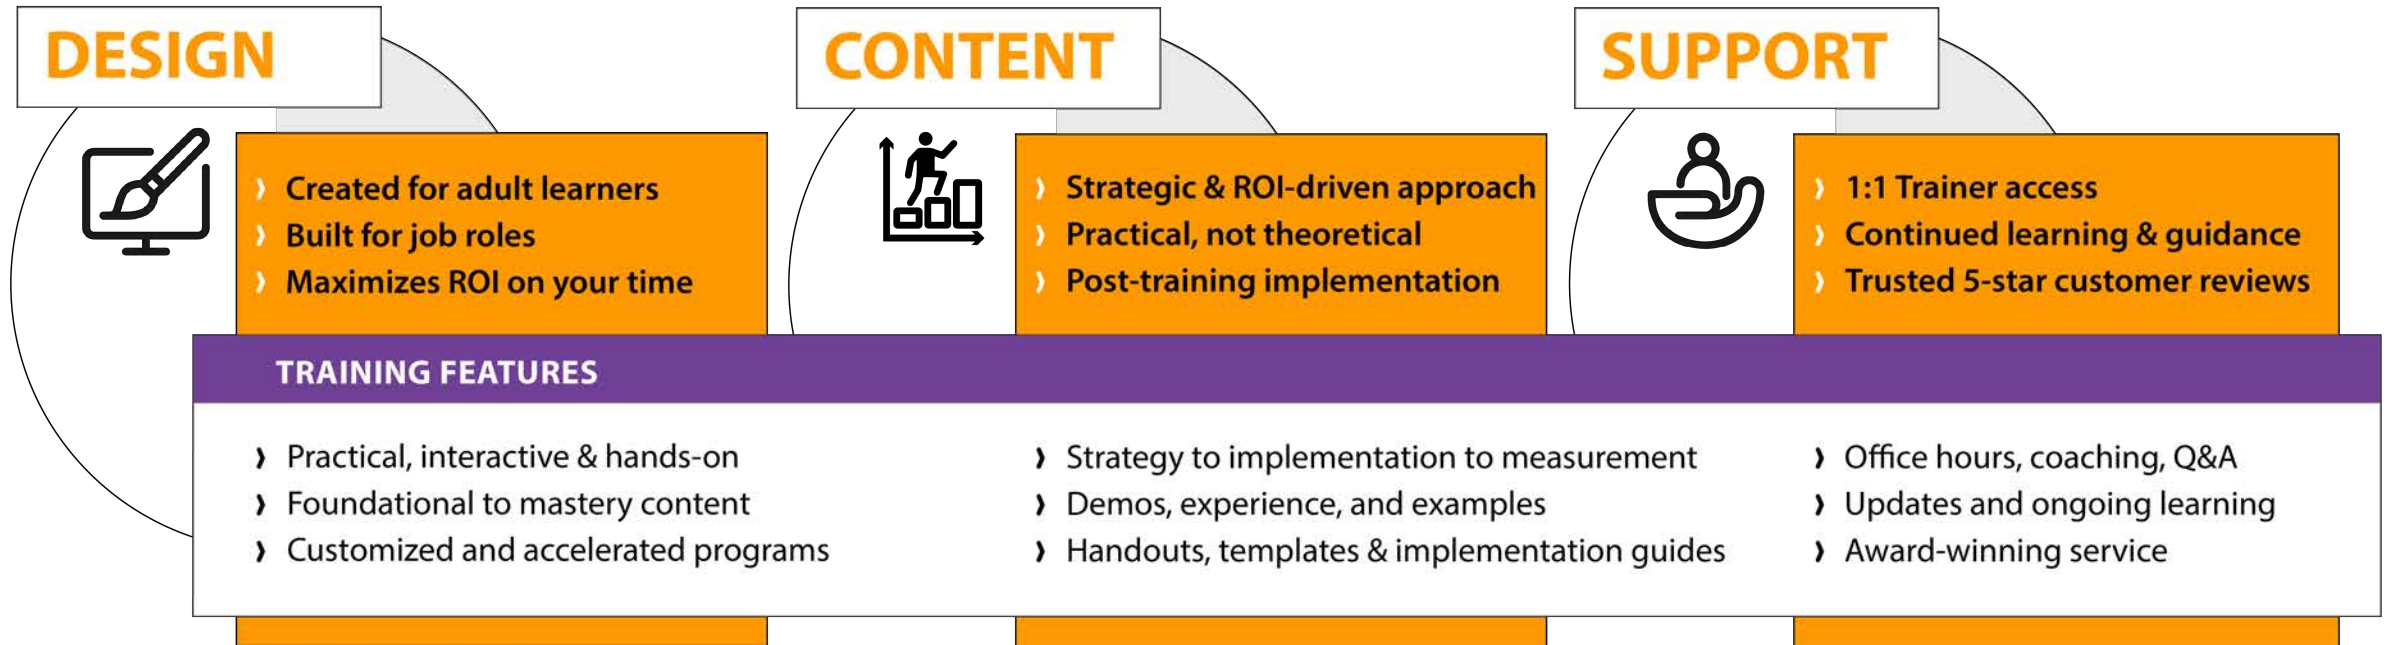 DESIGN
Created for adult learners
Built for job roles
Maximizes ROI on your time
CONTENT
Strategic & ROI-driven approach
Practical, not theoretical
Post-training implementation
SUPPORT
1:1 Trainer access
Continued learning & guidance
Trusted 5-star customer reviews
TRAINING FEATURES
Practical, interactive & hands-on
Foundational to mastery content
Customized and accelerated programs
Strategy to implementation to measurement
Demos, experience, and examples
Handouts, templates & implementation guides
Office hours, coaching, Q&A
Updates and ongoing learning
Award-winning service